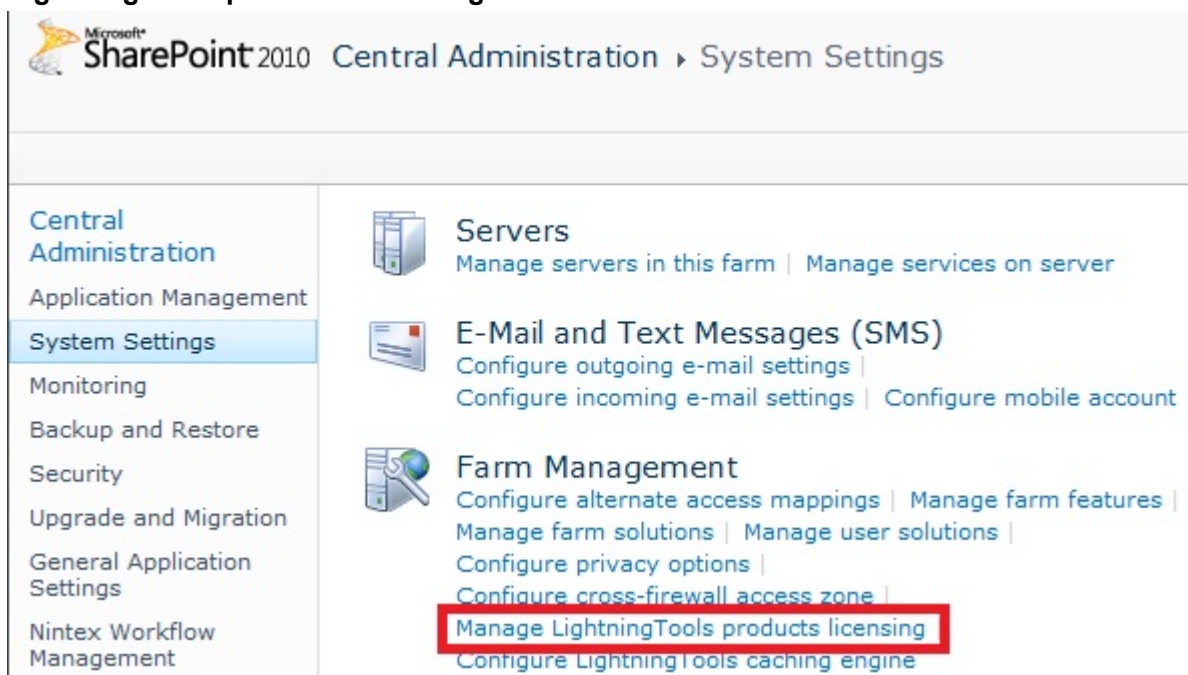 Microsoft®
SharePoint 2010 Central Administration ▸ System Settings
Central
Administration
Application Management
System Settings
Monitoring
Backup and Restore
Security
Upgrade and Migration
General Application
Settings
Nintex Workflow
Management
Servers
Manage servers in this farm | Manage services on server
E-Mail and Text Messages (SMS)
Configure outgoing e-mail settings |
Configure incoming e-mail settings | Configure mobile account
Farm Management
Configure alternate access mappings | Manage farm features |
Manage farm solutions | Manage user solutions |
Configure privacy options |
Configure cross-firewall access zone |
Manage LightningTools products licensing
Configure LightningTools caching engine